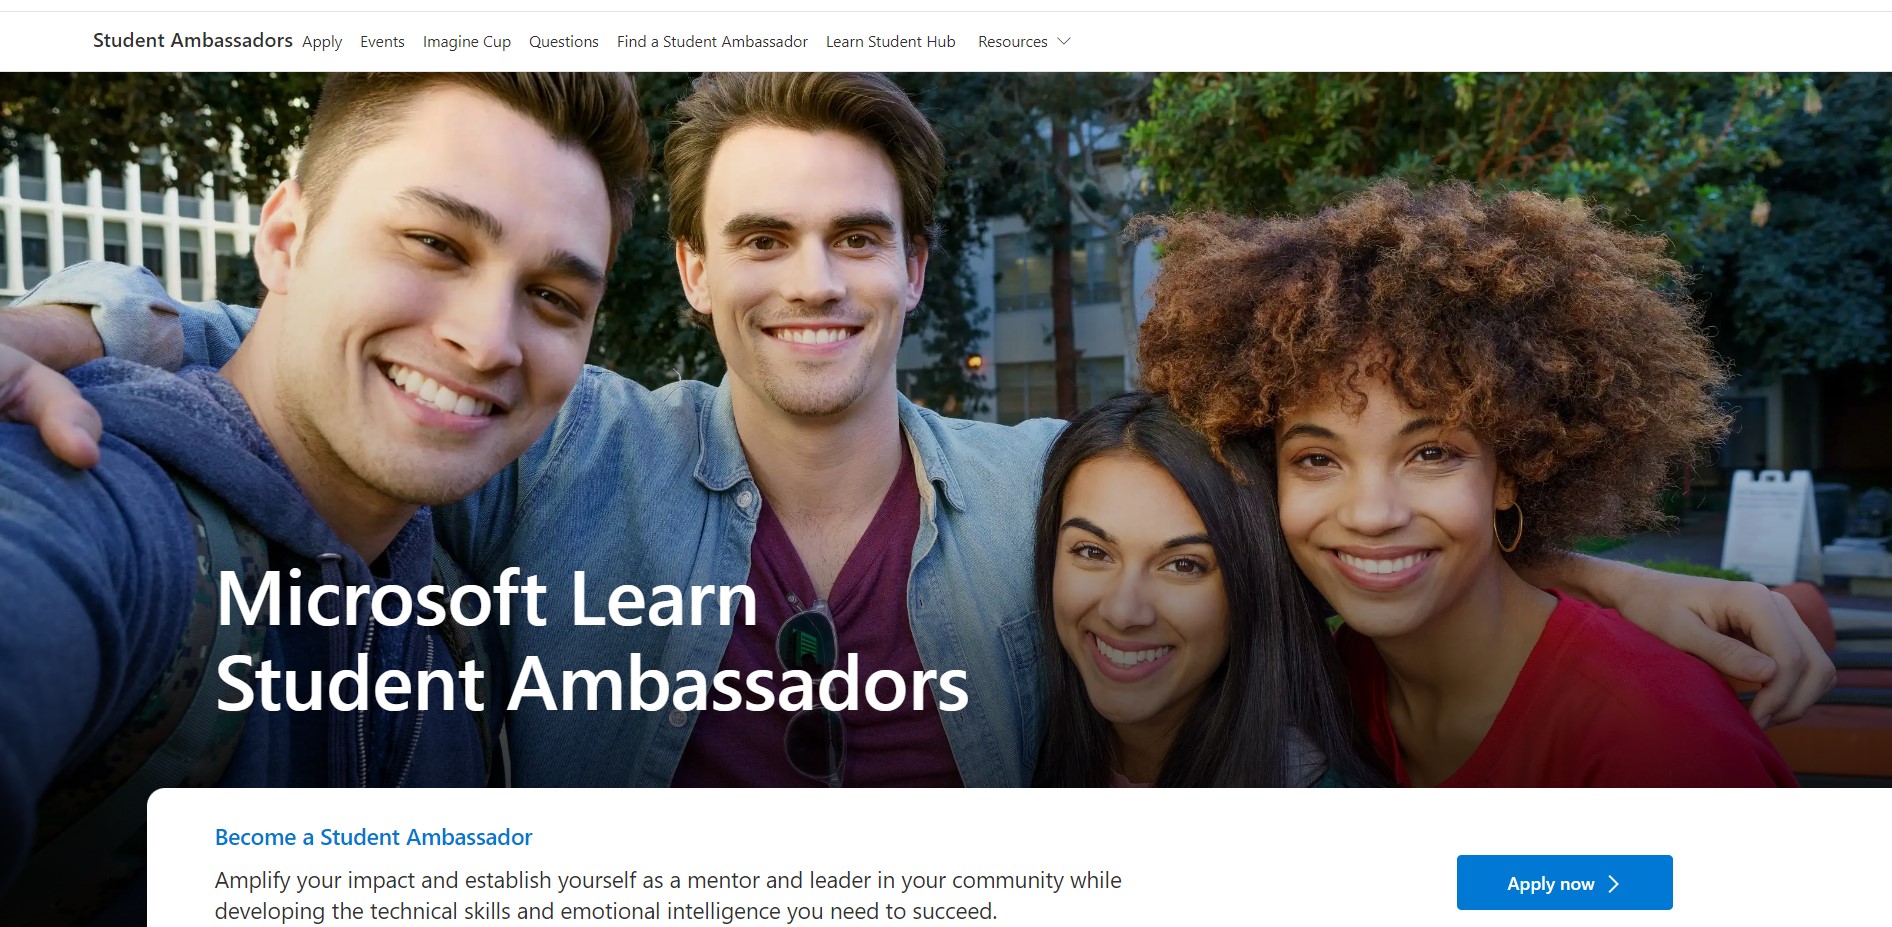 Student Ambassadors Apply Events Imagine Cup Questions Find a Student Ambassador Learn Student Hub Resources
Microsoft Learn
Student Ambassadors
Become a Student Ambassador
Amplify your impact and establish yourself as a mentor and leader in your community while
developing the technical skills and emotional intelligence you need to succeed.
Apply now